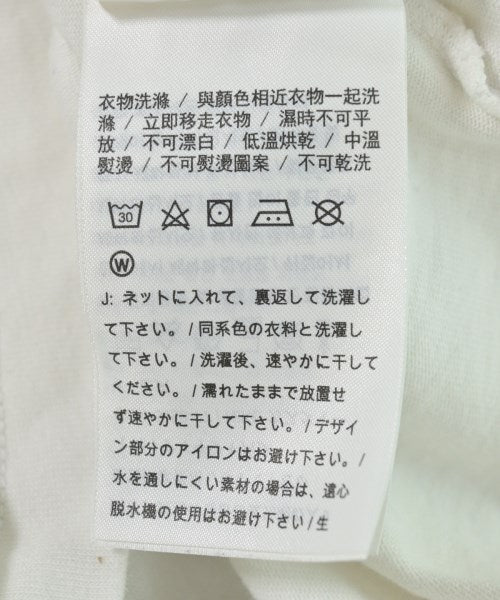 衣物洗滌 / 與顏色相近衣物一起洗
滌 / 立即移走衣物 / 濕時不可平
放 / 不可漂白 / 低溫烘乾 / 中溫
熨燙 / 不可熨燙圖案 / 不可乾洗
30
W
J: ネットに入れて、裏返して洗濯し
て下さい。/ 同系色の衣料と洗濯し
て下さい。/ 洗濯後、速やかに干して
ください。/ 濡れたままで放置せ
ず速やかに干して下さい。/ デザイ
ン部分のアイロンはお避け下さい。/
水を通しにくい素材の場合は、遠心
脱水機の使用はお避け下さい / 生